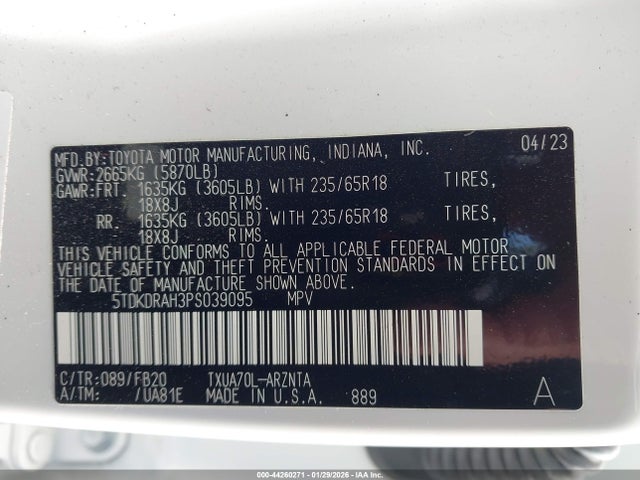 MFD.BY:TOYOTA MOTOR MANUFACTURING, INDIANA, INC. 04/23
GVWR:2665KG (5870LB)
GAWR:FRT. 1635KG (3605LB) WITH 235/65R18 TIRES,
18X8J RIMS.
RR. 1635KG (3605LB) WITH 235/65R18 TIRES,
18X8J RIMS.
THIS VEHICLE CONFORMS TO ALL APPLICABLE FEDERAL MOTOR
VEHICLE SAFETY AND THEFT PREVENTION STANDARDS IN EFFECT ON
THE DATE OF MANUFACTURE SHOWN ABOVE.
5TDKDRAH3PS039095 MPV
C/TR:089/FB20 TXUA70L-ARZNTA
A/TM: /UA81E MADE IN U.S.A. 889 A
000-44260271 | 01/29/2026 - IAA Inc.